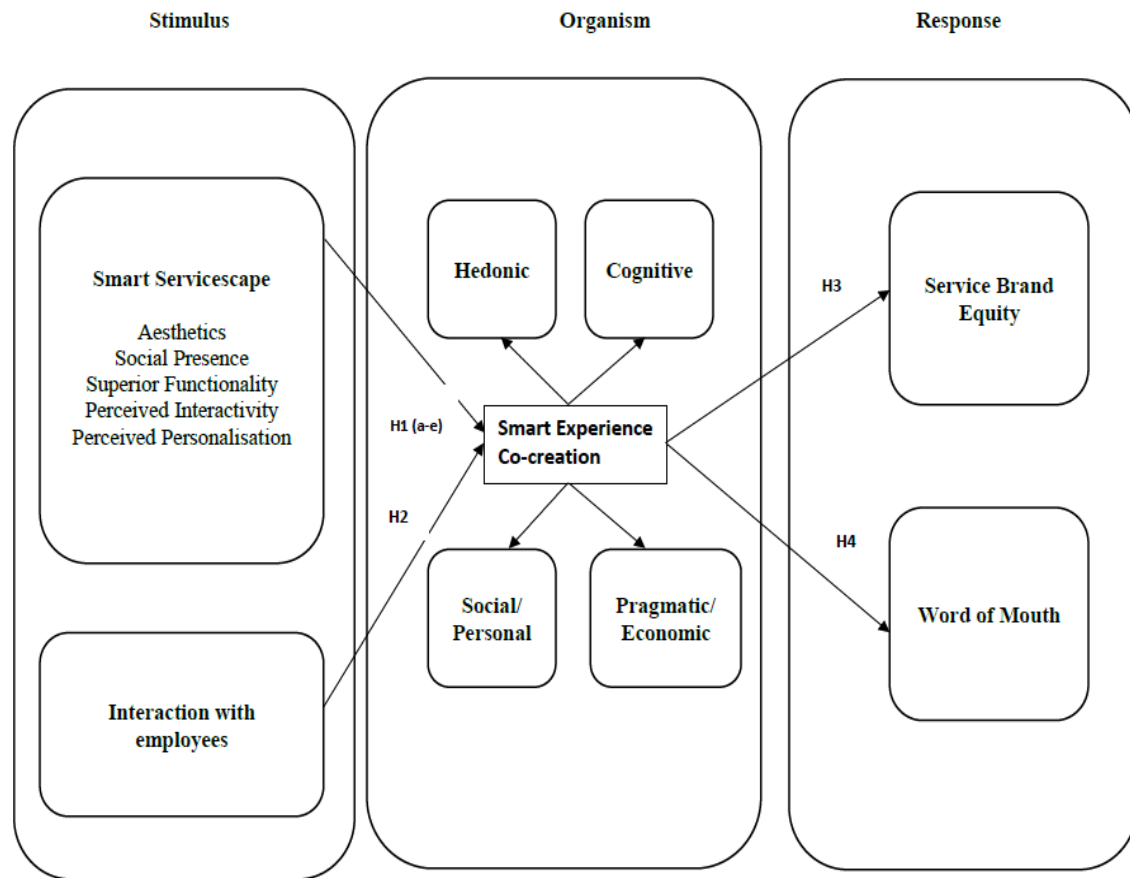 Stimulus
Organism
Response
Smart Servicescape
Aesthetics
Social Presence
Superior Functionality
Perceived Interactivity
Perceived Personalisation
Interaction with
employees
H1 (a-e)
H2
Hedonic
Cognitive
Smart Experience
Co-creation
Social/
Personal
Pragmatic/
Economic
H3
H4
Service Brand
Equity
Word of Mouth